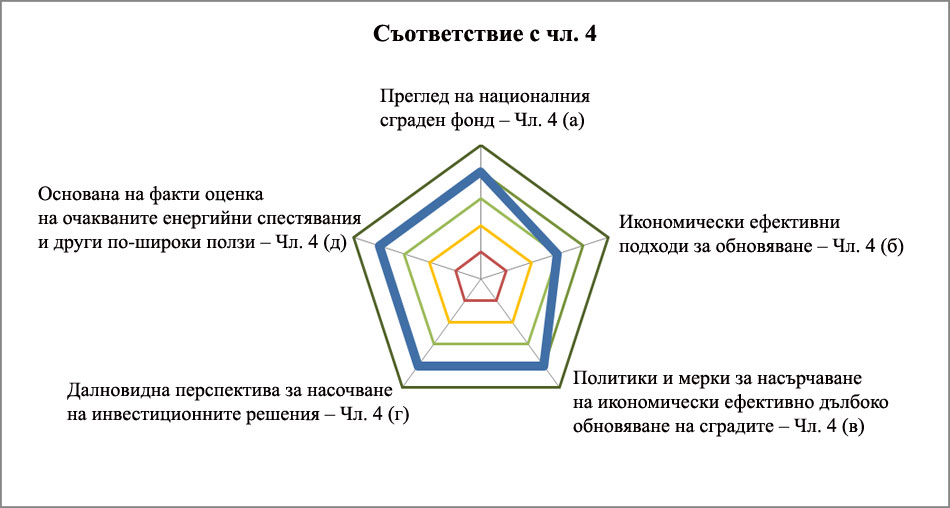 Съответствие с чл. 4
Преглед на националния
сграден фонд – Чл. 4 (а)
Основана на факти оценка
на очакваните енергийни спестявания
и други по-широки ползи – Чл. 4 (д)
Икономически ефективни
подходи за обновяване – Чл. 4 (б)
Далновидна перспектива за насочване
на инвестиционните решения – Чл. 4 (г)
Политики и мерки за насърчаване
на икономически ефективно дълбоко
обновяване на сградите – Чл. 4 (в)